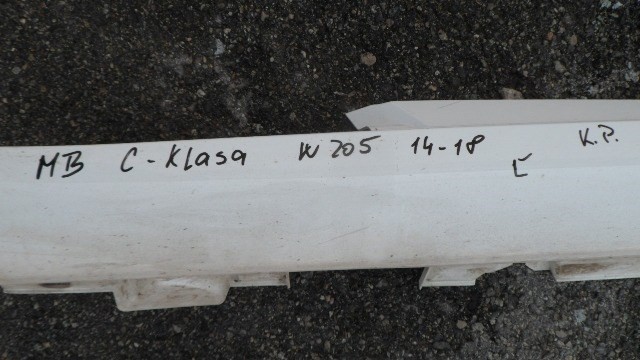 MB C-Klasa W205 14-18 L K.P.